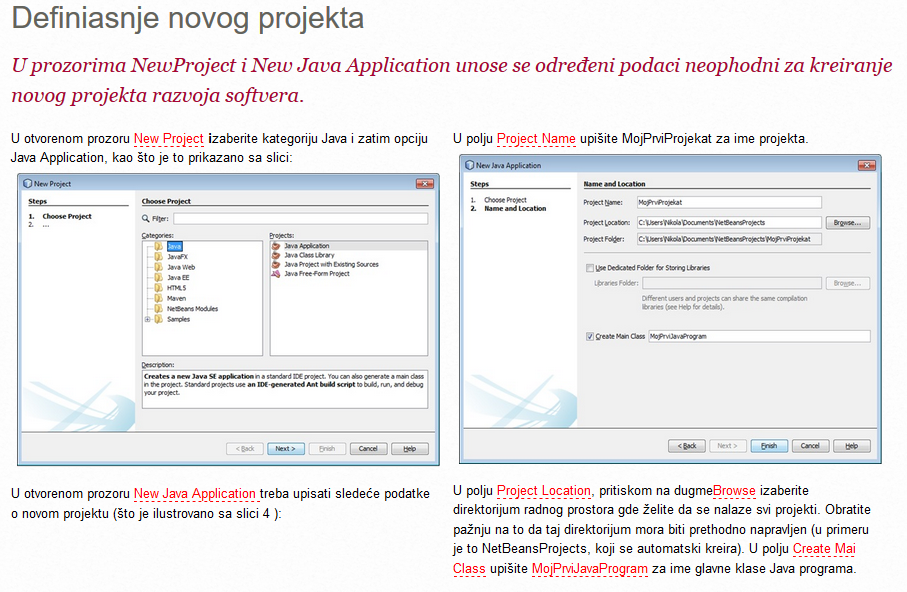 Definiasnje novog projekta
U prozorima NewProject i New Java Application unose se određeni podaci neophodni za kreiranje
novog projekta razvoja softvera.
U otvorenom prozoru New Project izaberite kategoriju Java i zatim opciju
Java Application, kao što je to prikazano sa slici:
New Project
Steps
1. Choose Project
2. ...
Choose Project
Filter:
Categories:
Java
JavaFX
Java Web
Java EE
HTML5
Maven
NetBeans Modules
Samples
Projects:
Java Application
Java Class Library
Java Project with Existing Sources
Java Free-Form Project
Description:
Creates a new Java SE application in a standard IDE project. You can also generate a main class
in the project. Standard projects use an IDE-generated Ant build script to build, run, and debug
your project.
< Back
Next >
Finish
Cancel
Help
U otvorenom prozoru New Java Application treba upisati sledeće podatke
o novom projektu (što je ilustrovano sa slici 4 ):
U polju Project Name upišite MojPrviProjekat za ime projekta.
New Java Application
Steps
1. Choose Project
2. Name and Location
Name and Location
Project Name: MojPrviProjekat
Project Location: C:\Users\Nikola\Documents\NetBeansProjects Browse...
Project Folder: C:\Users\Nikola\Documents\NetBeansProjects\MojPrviProjekat
Use Dedicated Folder for Storing Libraries
Libraries Folder: Browse...
Different users and projects can share the same compilation
libraries (see Help for details).
Create Main Class MojPrviJavaProgram
< Back
Next >
Finish
Cancel
Help
U polju Project Location, pritiskom na dugmeBrowse izaberite
direktorijum radnog prostora gde želite da se nalaze svi projekti. Obratite
pažnju na to da taj direktorijum mora biti prethodno napravljen (u primeru
je to NetBeansProjects, koji se automatski kreira). U polju Create Mai
Class upišite MojPrviJavaProgram za ime glavne klase Java programa.